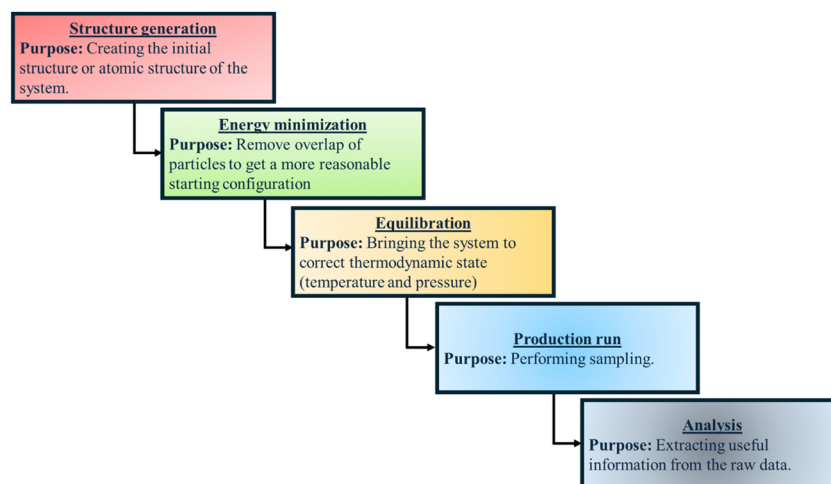 Structure generation
Purpose: Creating the initial
structure or atomic structure of the
system.
Energy minimization
Purpose: Remove overlap of
particles to get a more reasonable
starting configuration
Equilibration
Purpose: Bringing the system to
correct thermodynamic state
(temperature and pressure)
Production run
Purpose: Performing sampling.
Analysis
Purpose: Extracting useful
information from the raw data.